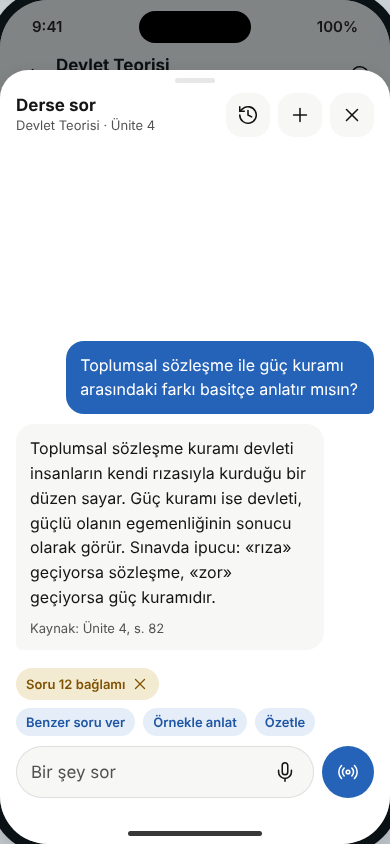 9:41
100%
Devlet Teorisi
Derse sor
Devlet Teorisi · Ünite 4
Toplumsal sözleşme ile güç kuramı
arasındaki farkı basitçe anlatır mısın?
Toplumsal sözleşme kuramı devleti
insanların kendi rızasıyla kurduğu bir
düzen sayar. Güç kuramı ise devleti,
güçlü olanın egemenliğinin sonucu
olarak görür. Sınavda ipucu: «rıza»
geçiyorsa sözleşme, «zor»
geçiyorsa güç kuramıdır.
Kaynak: Ünite 4, s. 82
Soru 12 bağlamı
Benzer soru ver
Örnekle anlat
Özetle
Bir şey sor